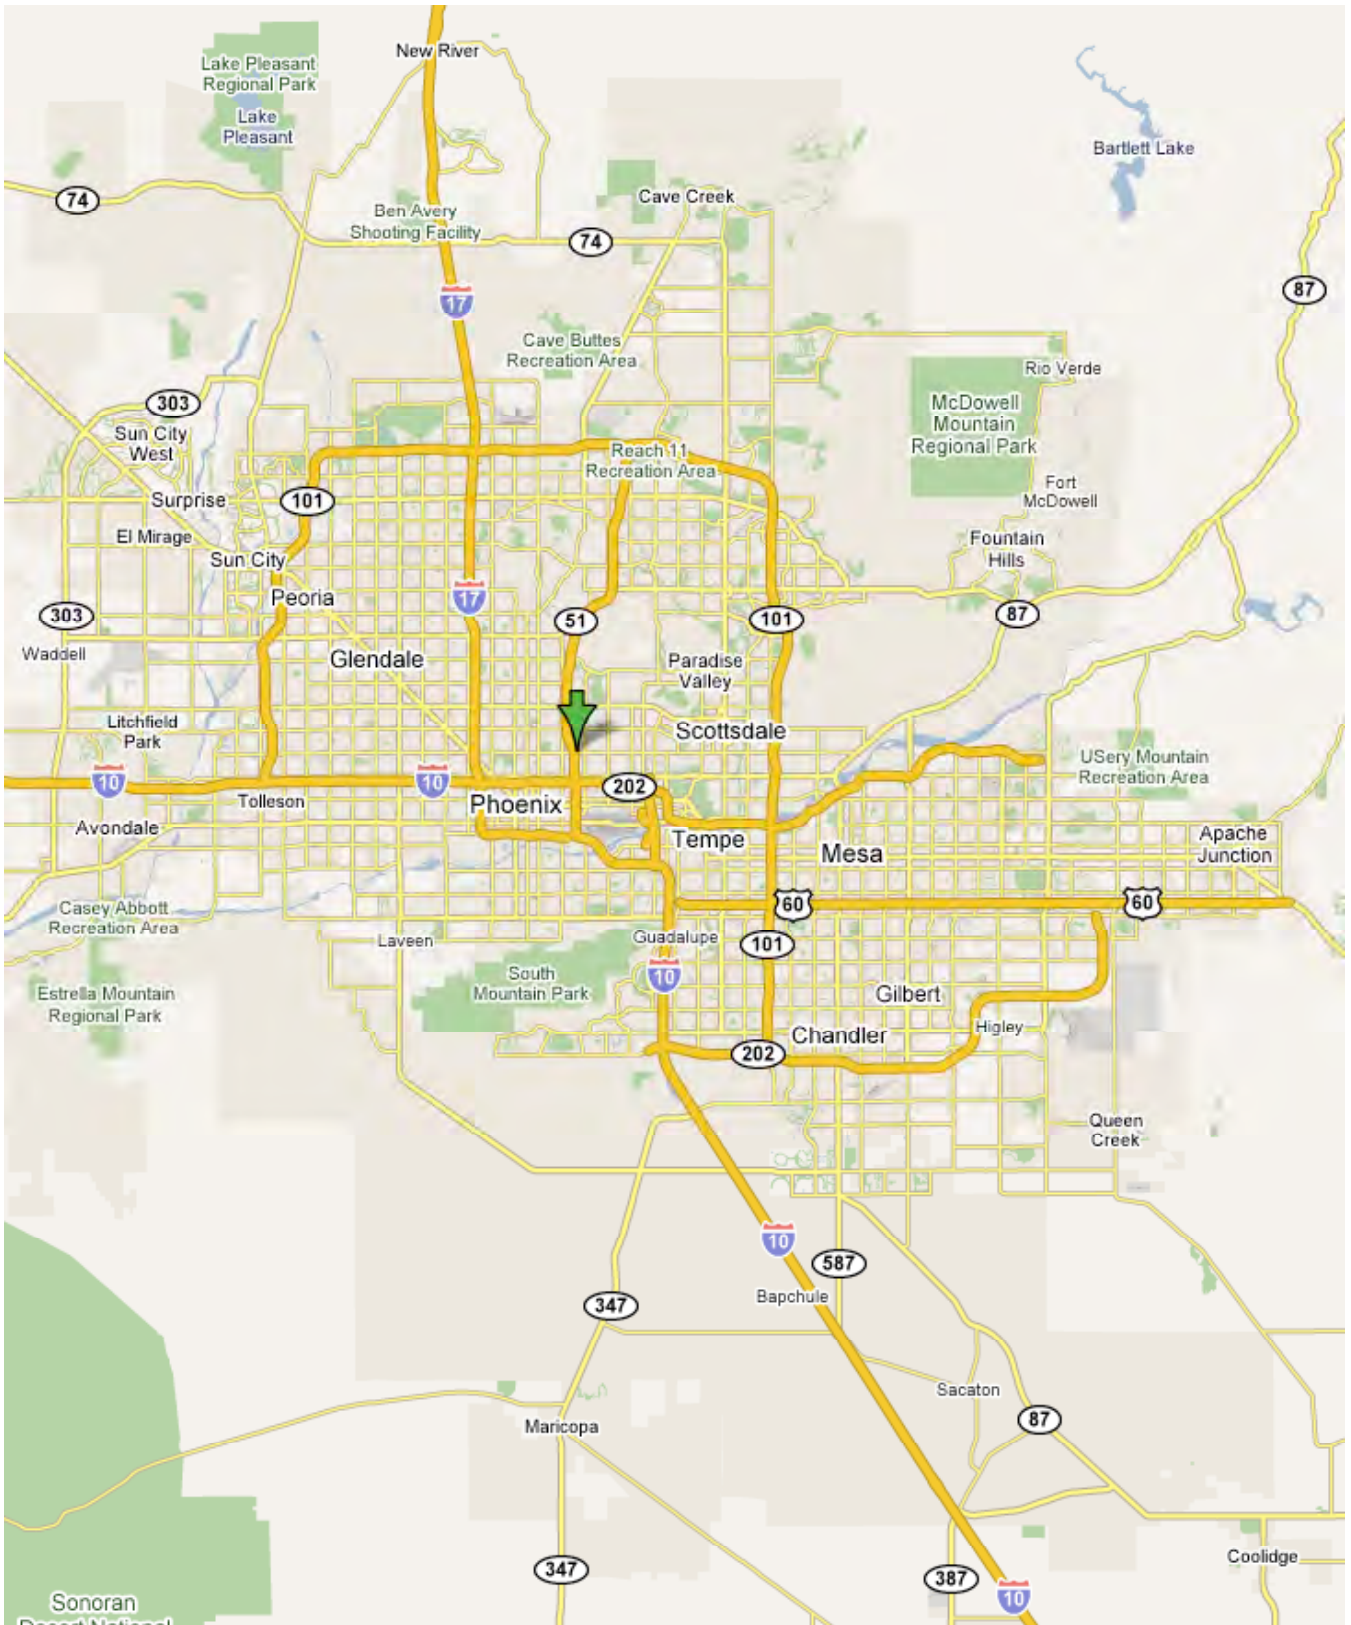 New River
Lake Pleasant
Regional Park
Lake
Pleasant
Bartlett Lake
74
Cave Creek
Ben Avery
Shooting Facility
74
87
17
Cave Buttes
Recreation Area
Rio Verde
303
McDowell
Mountain
Regional Park
Sun City
West
Reach 11
Recreation Area
Surprise
101
Fort
McDowell
El Mirage
Fountain
Hills
Sun City
Peoria
17
303
51
101
87
Waddell
Glendale
Paradise
Valley
Litchfield
Park
Scottsdale
USery Mountain
Recreation Area
10
10
202
Tolleson
Phoenix
Avondale
Tempe
Mesa
Apache
Junction
60
60
Casey Abbott
Recreation Area
Laveen
Guadalupe
101
South
Mountain Park
10
Estrella Mountain
Regional Park
Gilbert
Higley
Chandler
202
Queen
Creek
10
587
Bapchule
347
Sacaton
87
Maricopa
Coolidge
347
387
10
Sonoran
Desert National